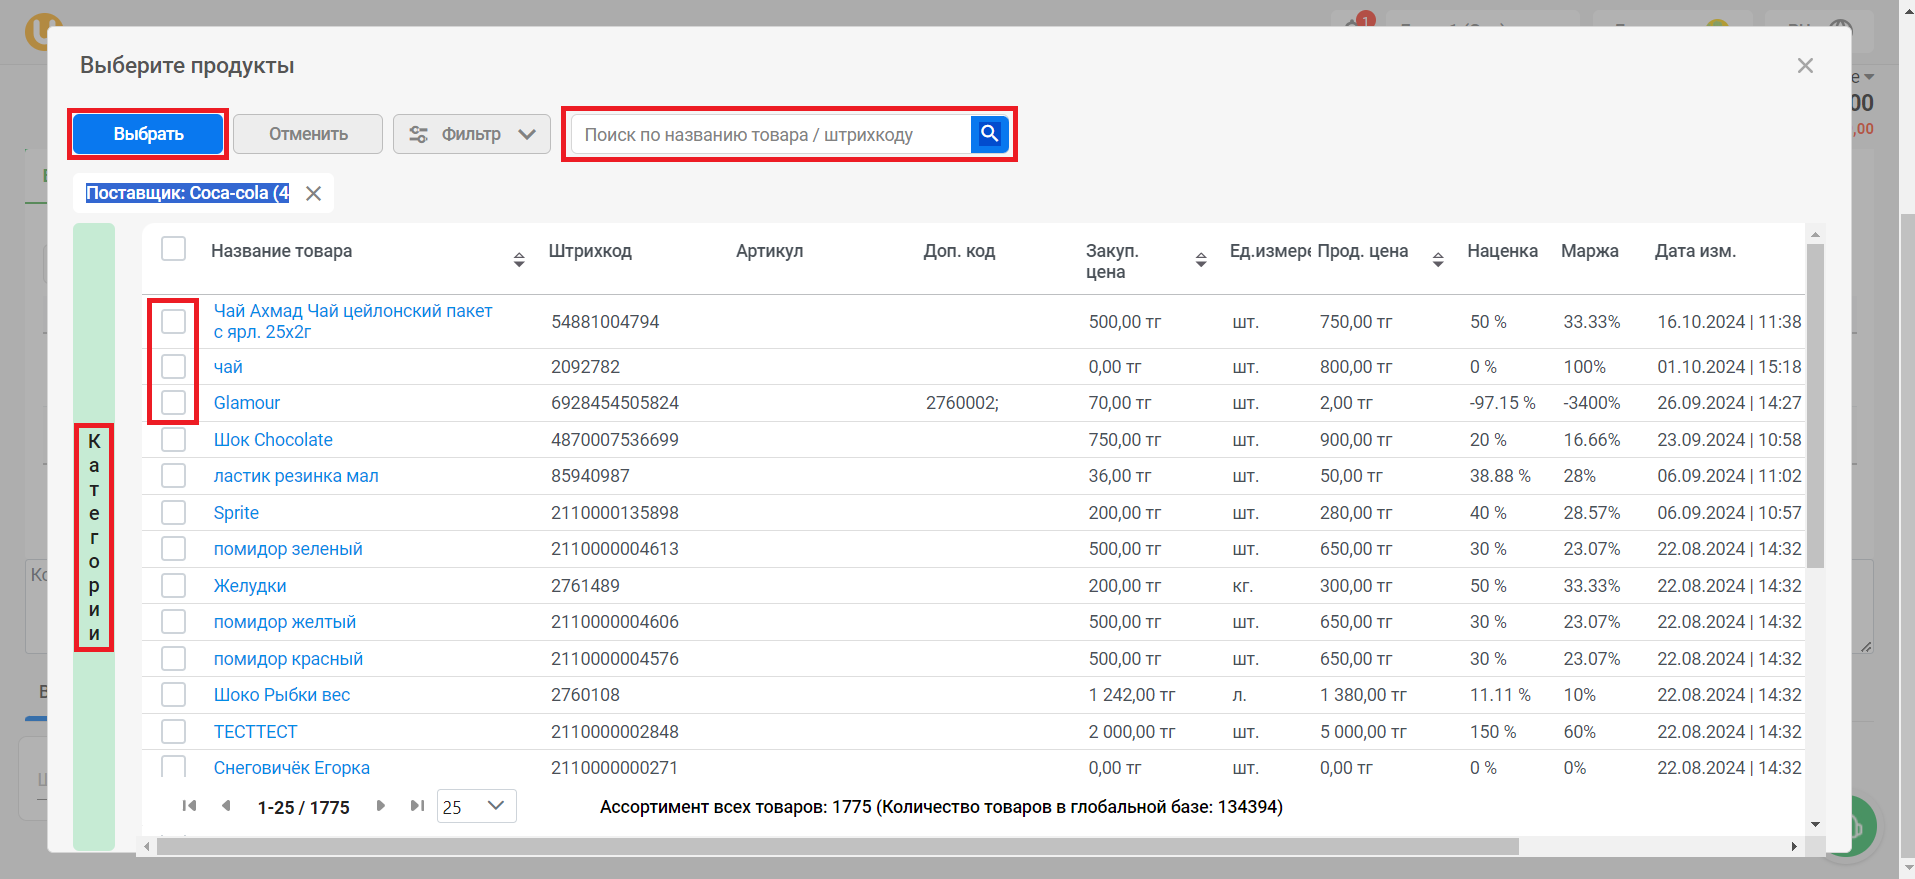 1
Выберите продукты
е
00
,00
Выбрать
Отменить
Фильтр
Поиск по названию товара / штрихкоду
Поставщик: Coca-cola (4
Название товара Штрихкод Артикул Доп. код Закуп. цена Ед.измере Прод. цена Наценка Маржа Дата изм.
Чай Ахмад Чай цейлонский пакет с ярл. 25х2г 54881004794 500,00 тг шт. 750,00 тг 50 % 33.33% 16.10.2024 | 11:38
чай 2092782 0,00 тг шт. 800,00 тг 0 % 100% 01.10.2024 | 15:18
Glamour 6928454505824 2760002; 70,00 тг шт. 2,00 тг -97.15 % -3400% 26.09.2024 | 14:27
Шок Chocolate 4870007536699 750,00 тг шт. 900,00 тг 20 % 16.66% 23.09.2024 | 10:58
ластик резинка мал 85940987 36,00 тг шт. 50,00 тг 38.88 % 28% 06.09.2024 | 11:02
Sprite 2110000135898 200,00 тг шт. 280,00 тг 40 % 28.57% 06.09.2024 | 10:57
помидор зеленый 2110000004613 500,00 тг шт. 650,00 тг 30 % 23.07% 22.08.2024 | 14:32
Желудки 2761489 200,00 тг кг. 300,00 тг 50 % 33.33% 22.08.2024 | 14:32
помидор желтый 2110000004606 500,00 тг шт. 650,00 тг 30 % 23.07% 22.08.2024 | 14:32
помидор красный 2110000004576 500,00 тг шт. 650,00 тг 30 % 23.07% 22.08.2024 | 14:32
Шоко Рыбки вес 2760108 1 242,00 тг л. 1 380,00 тг 11.11 % 10% 22.08.2024 | 14:32
ТЕСТТЕСТ 2110000002848 2 000,00 тг шт. 5 000,00 тг 150 % 60% 22.08.2024 | 14:32
Снеговичёк Егорка 2110000000271 0,00 тг шт. 0,00 тг 0 % 0% 22.08.2024 | 14:32
Категории
1-25 / 1775
25
Ассортимент всех товаров: 1775 (Количество товаров в глобальной базе: 134394)